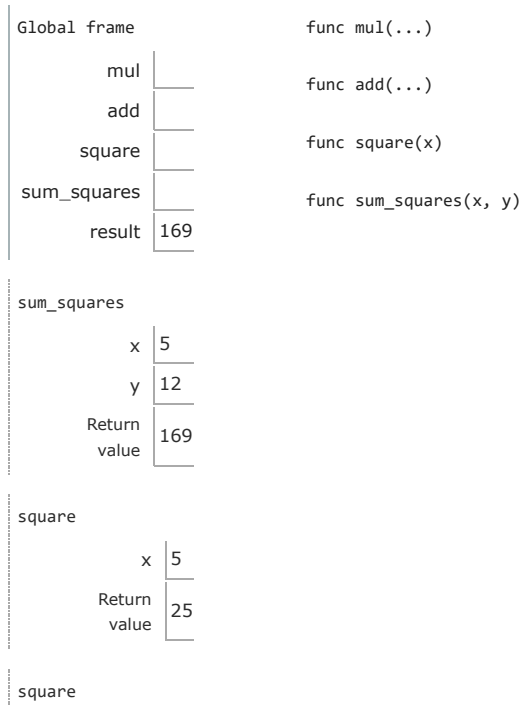 Global frame
mul
add
square
sum_squares
result 169
func mul(...)
func add(...)
func square(x)
func sum_squares(x, y)
sum_squares
x 5
y 12
Return
value 169
square
x 5
Return
value 25
square